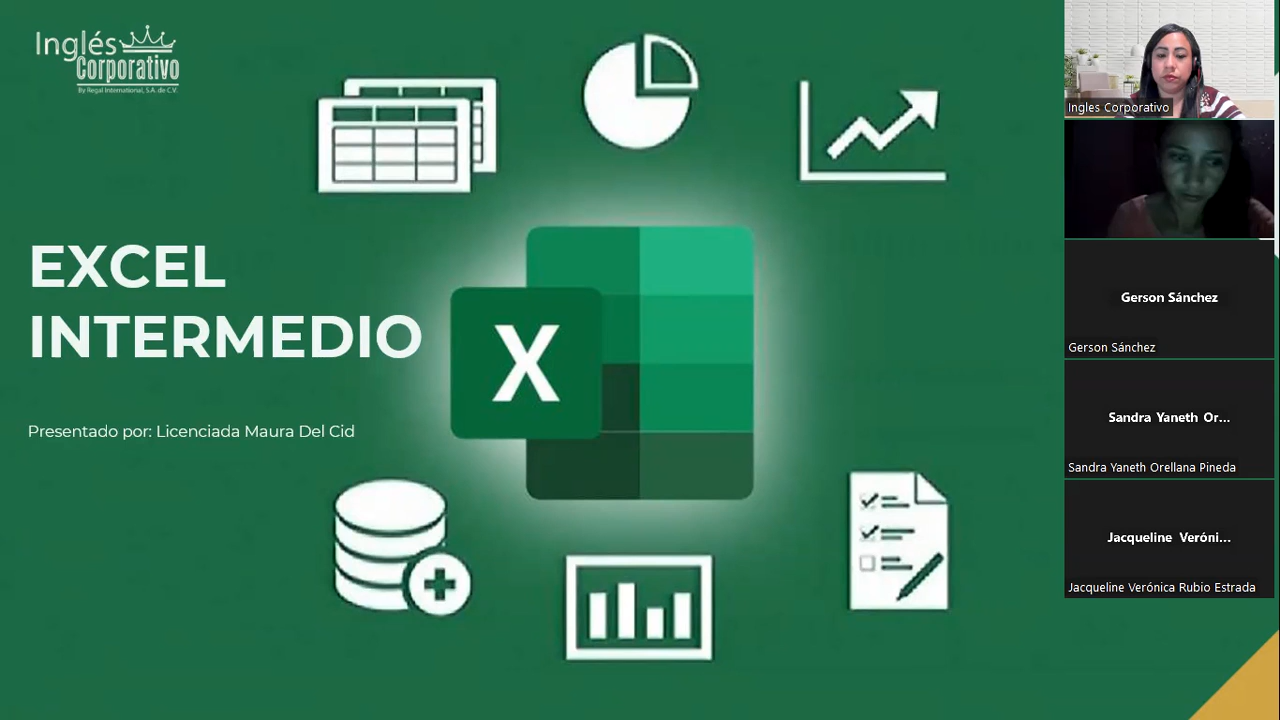 Inglés
Corporativo
By Regal International, S.A. de C.V.
EXCEL
INTERMEDIO
Presentado por: Licenciada Maura Del Cid
X
Ingles Corporativo
Gerson Sánchez
Gerson Sánchez
Sandra Yaneth Or...
Sandra Yaneth Orellana Pineda
Jacqueline Veróni...
Jacqueline Verónica Rubio Estrada